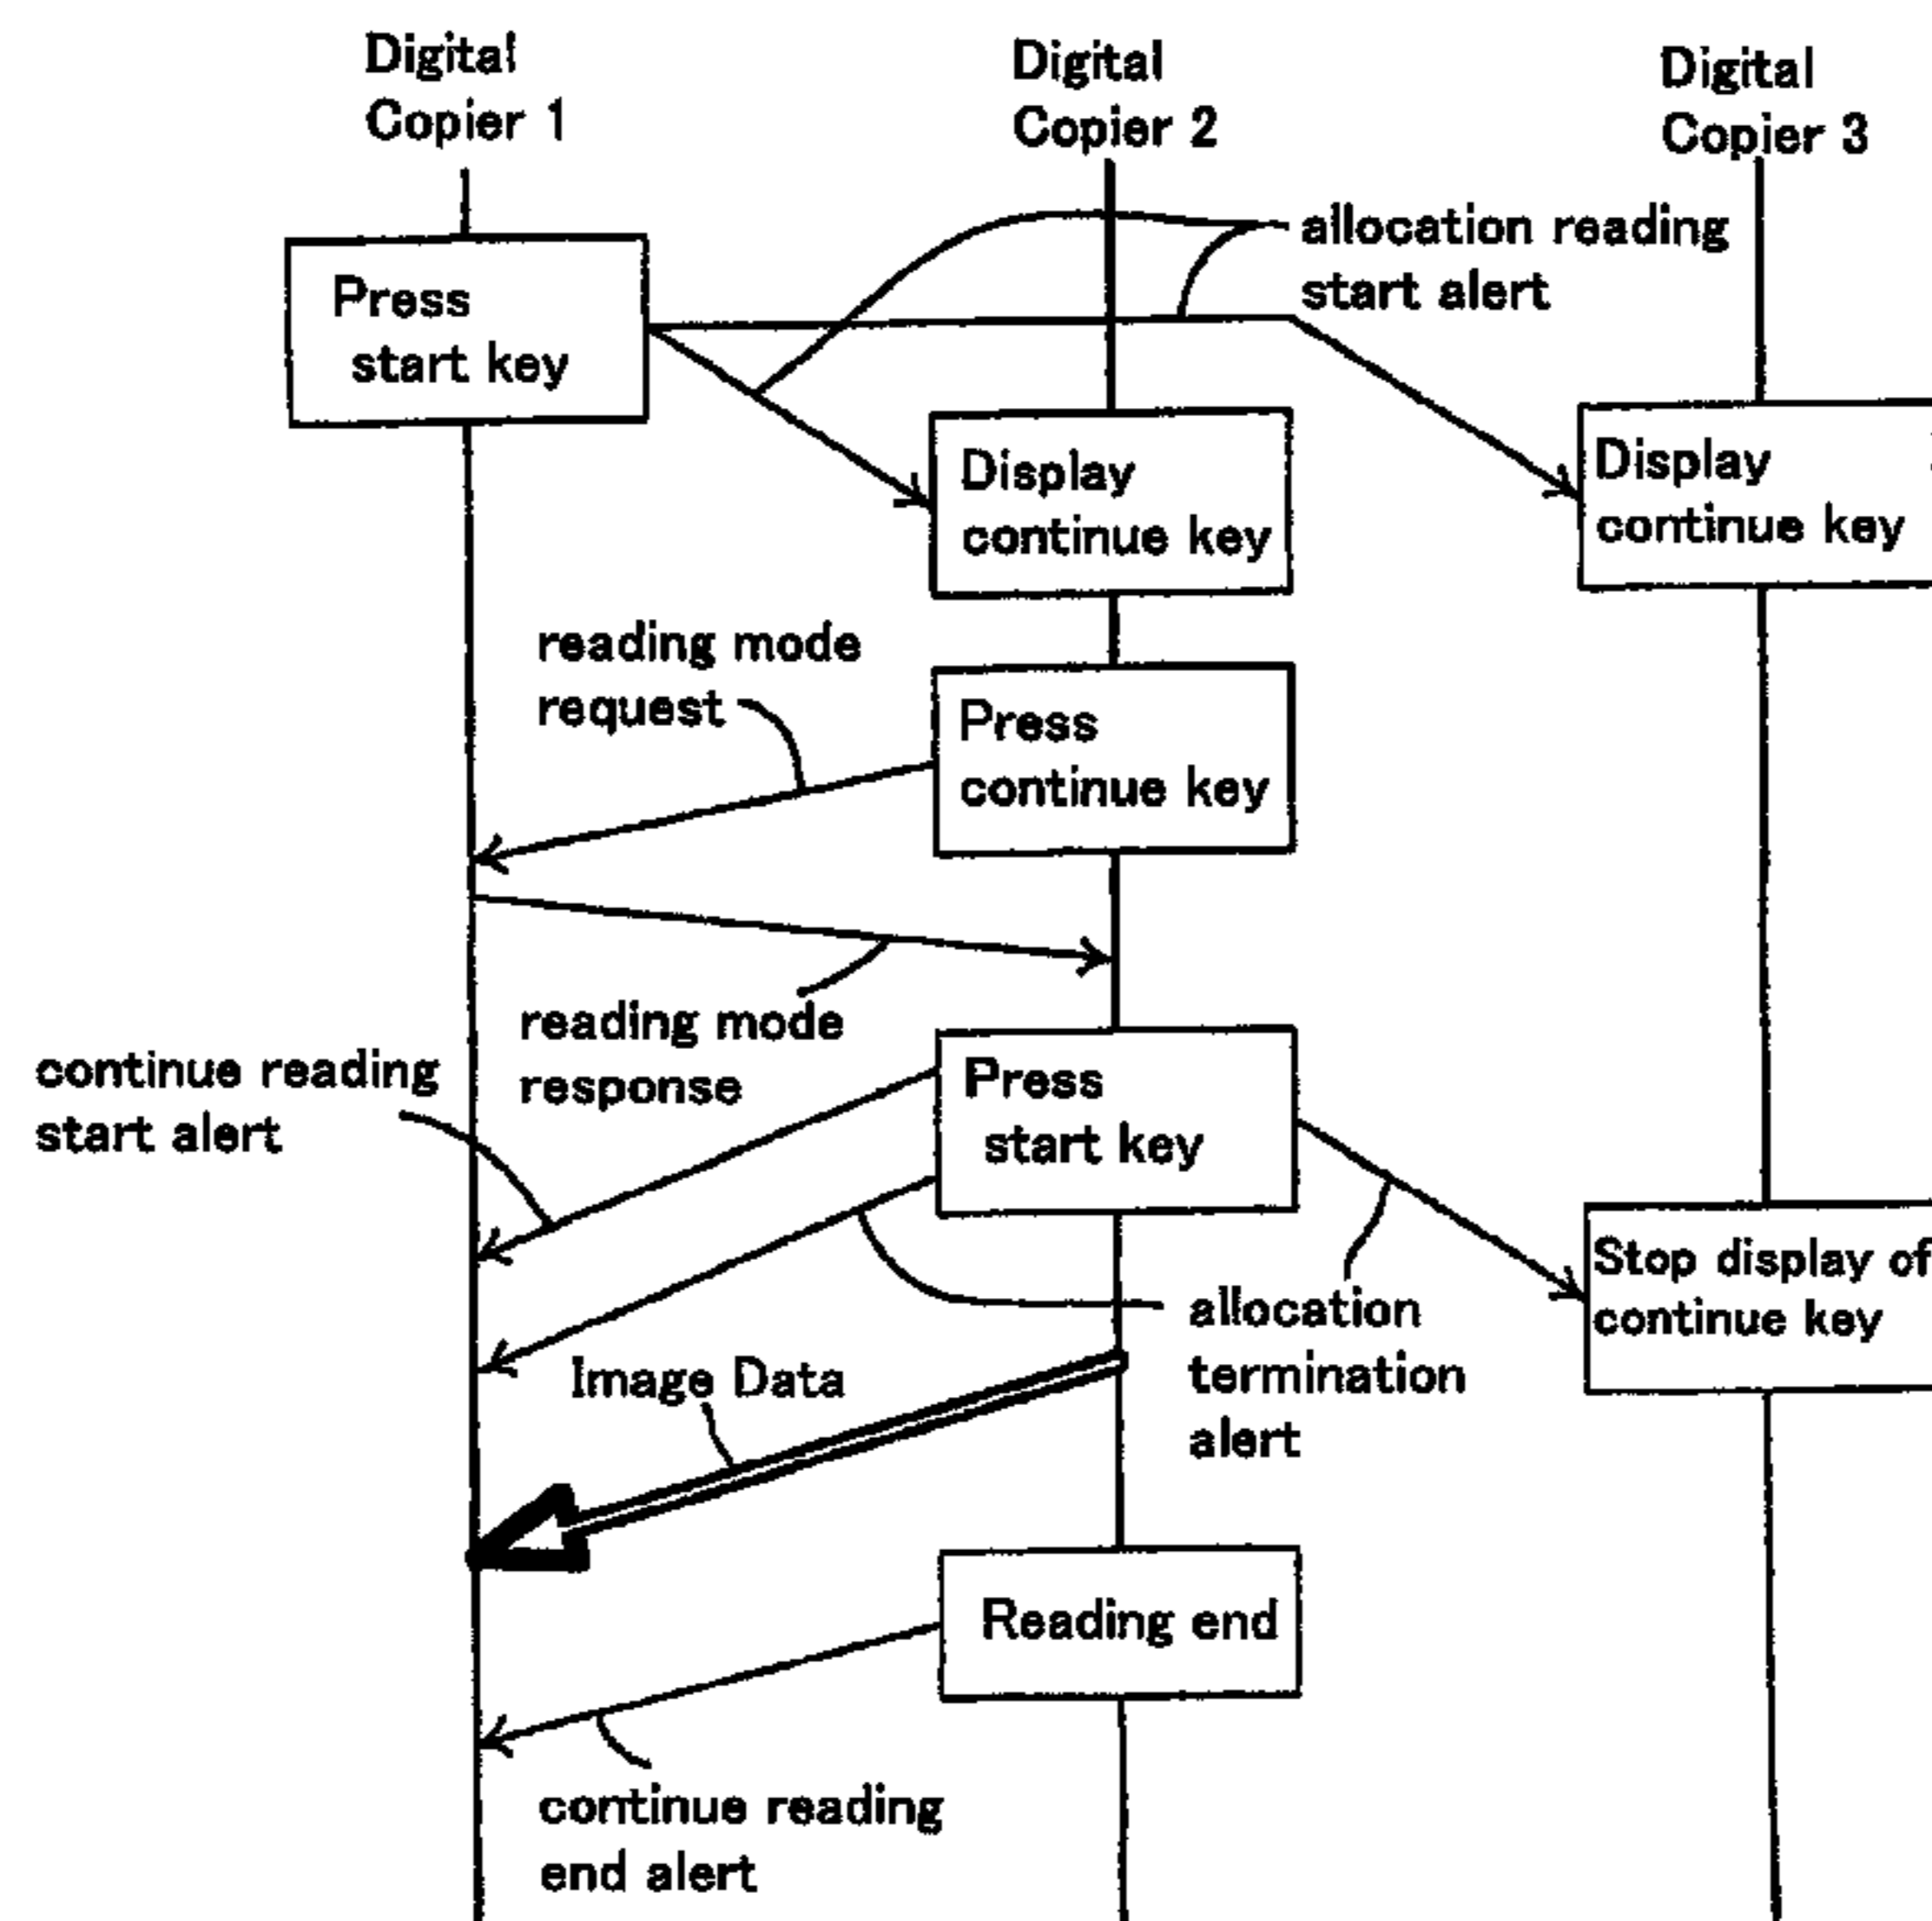 Digital
Copier 1
Digital
Copier 2
Digital
Copier 3
allocation reading
start alert
Press
start key
Display
continue key
Display
continue key
reading mode
request
Press
continue key
reading mode
response
continue reading
start alert
Press
start key
Stop display of
continue key
allocation
termination
alert
Image Data
Reading end
continue reading
end alert